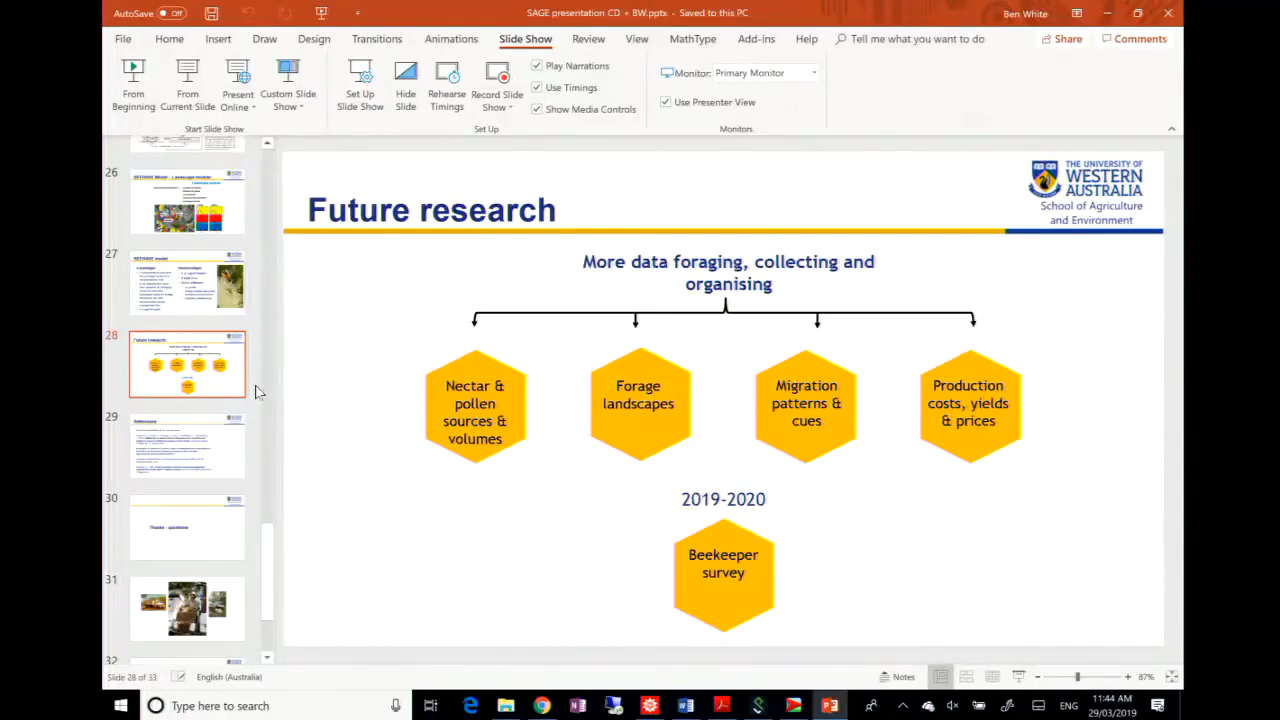 AutoSave Off
SAGE presentation CD + BW.pptx - Saved to this PC
Ben White
File Home Insert Draw Design Transitions Animations Slide Show Review View MathType Add-ins Help Tell me what you want to do Share Comments
From Beginning
From Current Slide
Present Online
Custom Slide Show
Set Up Slide Show
Hide Slide
Rehearse Timings
Record Slide Show
Play Narrations
Use Timings
Show Media Controls
Monitor: Primary Monitor
Use Presenter View
Start Slide Show
Set Up
Monitors
26
27
28
Future research
29
References
30
Thanks - questions
31
32
THE UNIVERSITY OF
WESTERN
AUSTRALIA
School of Agriculture
and Environment
Future research
More data foraging, collecting and
organising
Nectar &
pollen
sources &
volumes
Forage
landscapes
Migration
patterns &
cues
Production
costs, yields
& prices
2019-2020
Beekeeper
survey
Slide 28 of 33
English (Australia)
Notes
87%
Type here to search
ENG
11:44 AM
29/03/2019